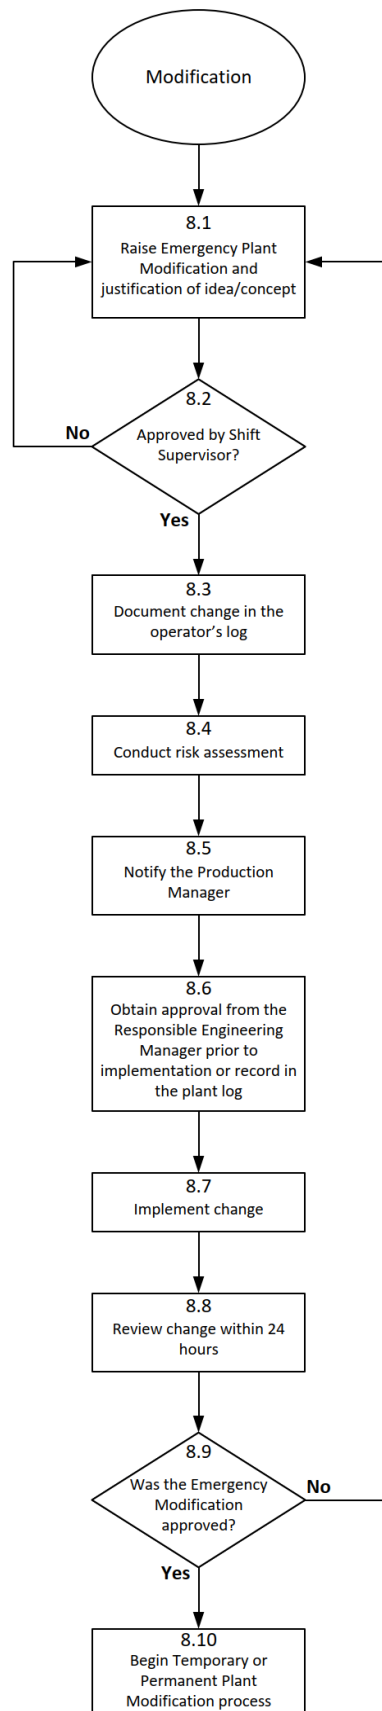 Modification
8.1
Raise Emergency Plant
Modification and
justification of idea/concept
8.2
No
Approved by Shift
Supervisor?
Yes
8.3
Document change in the
operator’s log
8.4
Conduct risk assessment
8.5
Notify the Production
Manager
8.6
Obtain approval from the
Responsible Engineering
Manager prior to
implementation or record in
the plant log
8.7
Implement change
8.8
Review change within 24
hours
8.9
No
Was the Emergency
Modification
approved?
Yes
8.10
Begin Temporary or
Permanent Plant
Modification process